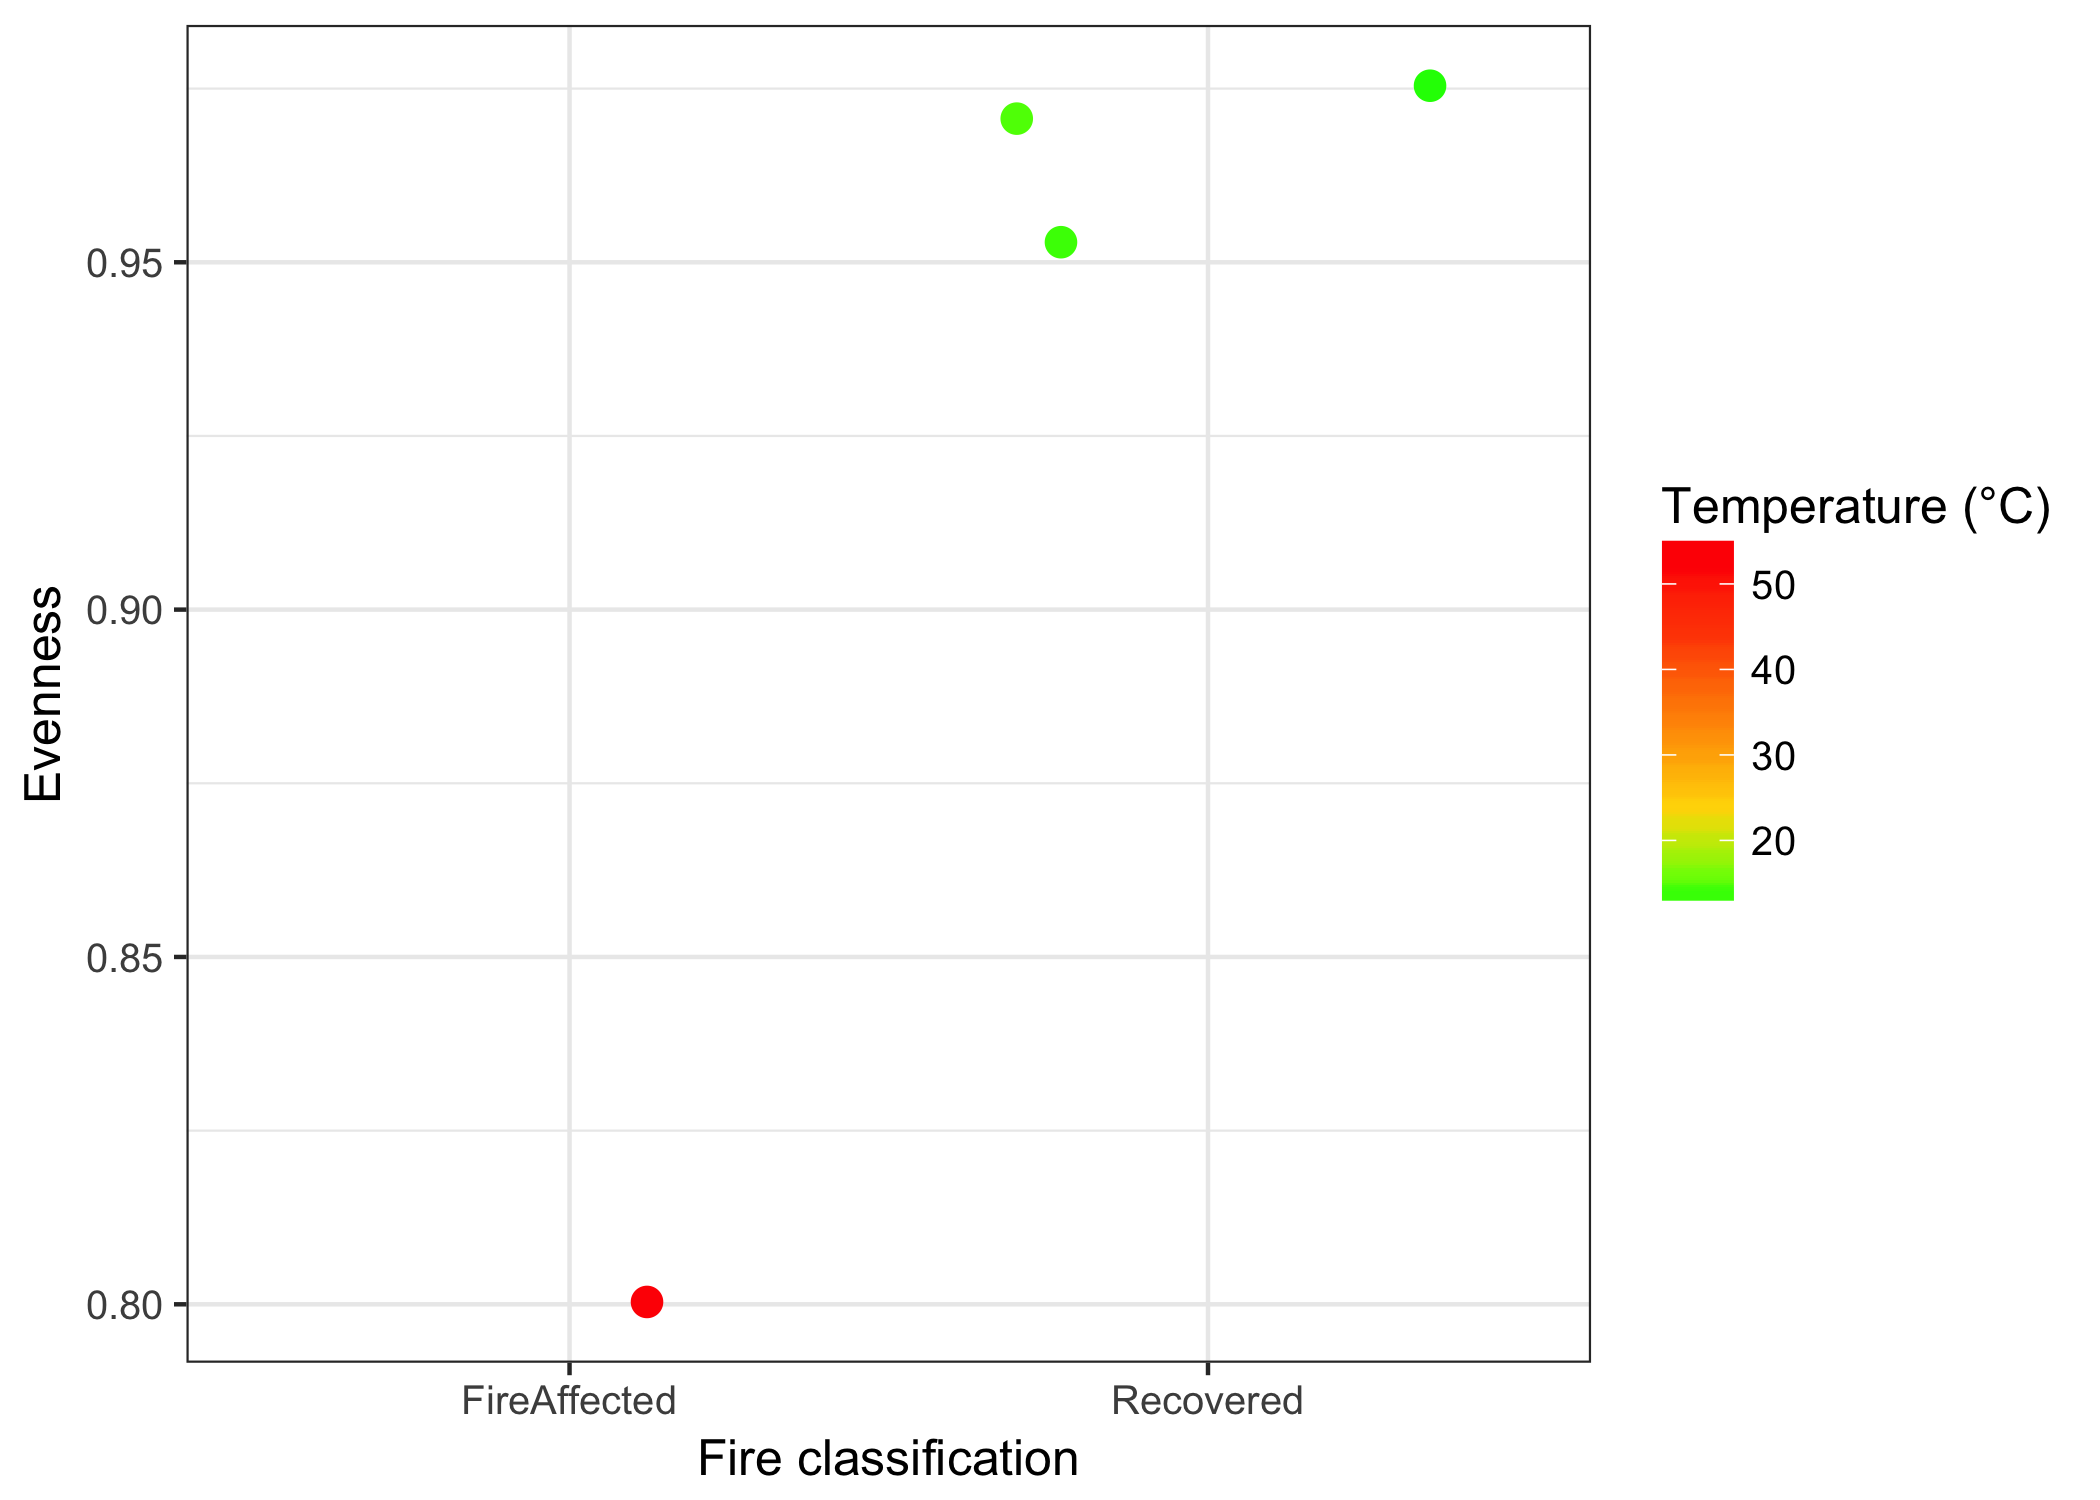 0.95
0.90
0.85
0.80
Evenness
FireAffected
Recovered
Fire classification
Temperature (°C)
50
40
30
20